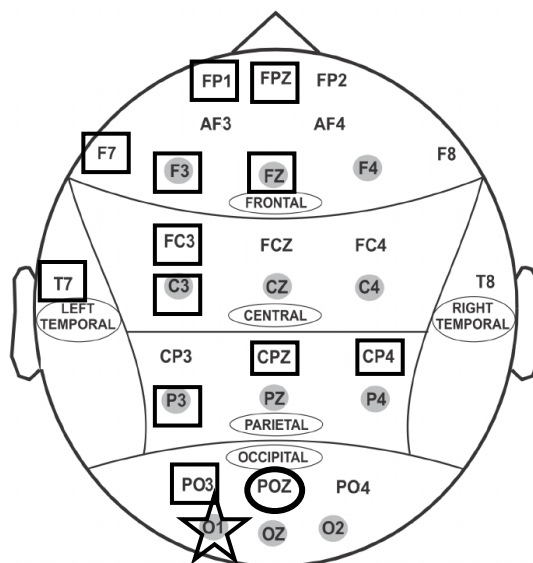 FP1 FPZ FP2
AF3 AF4
F7 F8
F3 FZ F4
FRONTAL
FC3 FCZ FC4
T7 C3 CZ C4 T8
LEFT TEMPORAL
CENTRAL
RIGHT TEMPORAL
CP3 CPZ CP4
P3 PZ P4
PARIETAL
OCCIPITAL
PO3 POZ PO4
O1 OZ O2